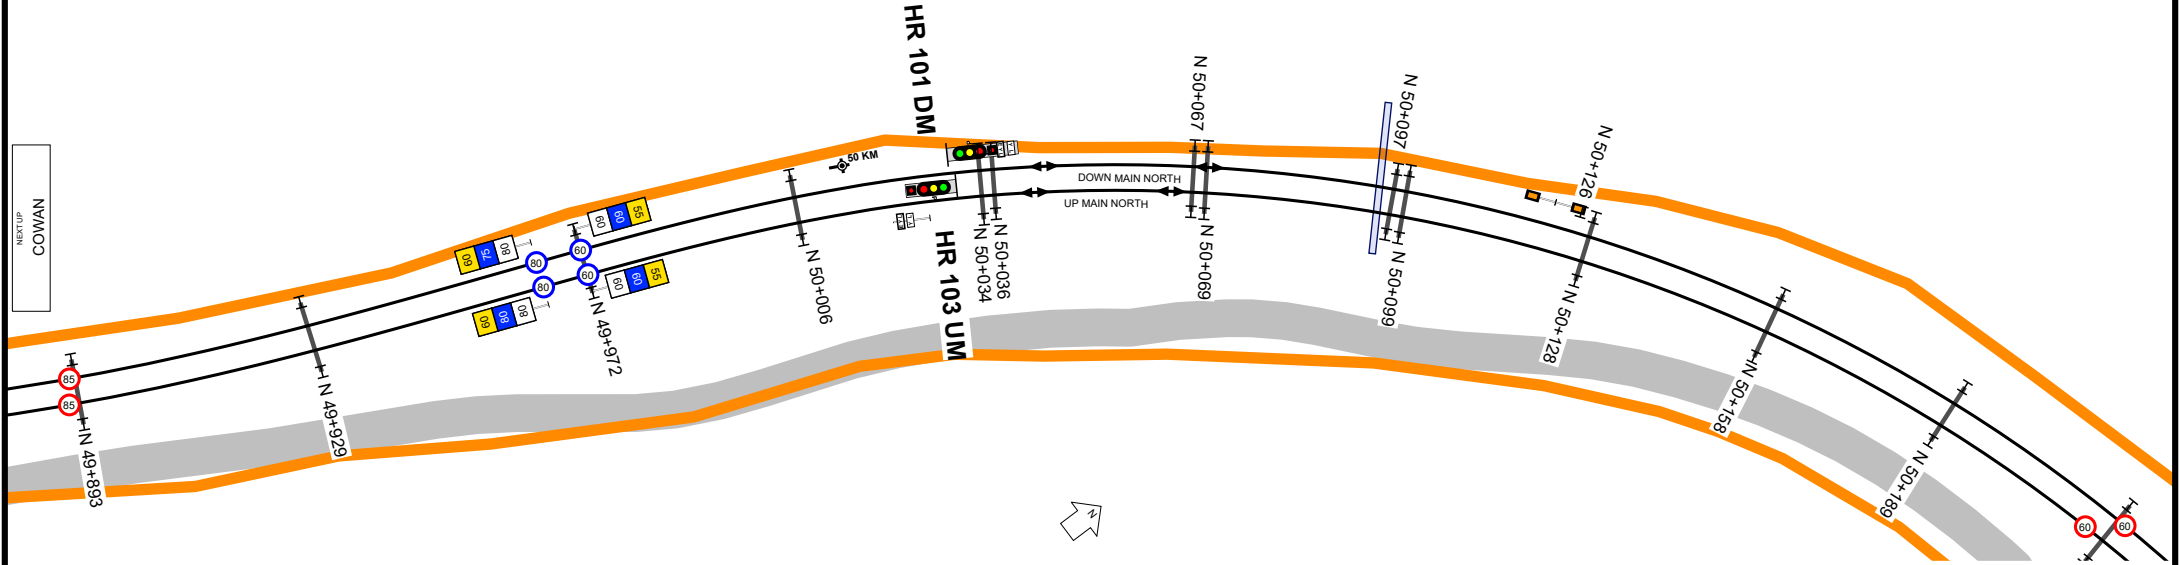 NEXT UP
COWAN
HR 101 DM
HR 103 UM
50 KM
DOWN MAIN NORTH
UP MAIN NORTH
N 49+893
N 49+929
N 49+972
N 50+006
N 50+034
N 50+036
N 50+067
N 50+069
N 50+097
N 50+099
N 50+126
N 50+128
N 50+158
N 50+189
85
85
60 75 80
60 80 80
80
80
60
60
60 60 55
60 60 55
60
60
N